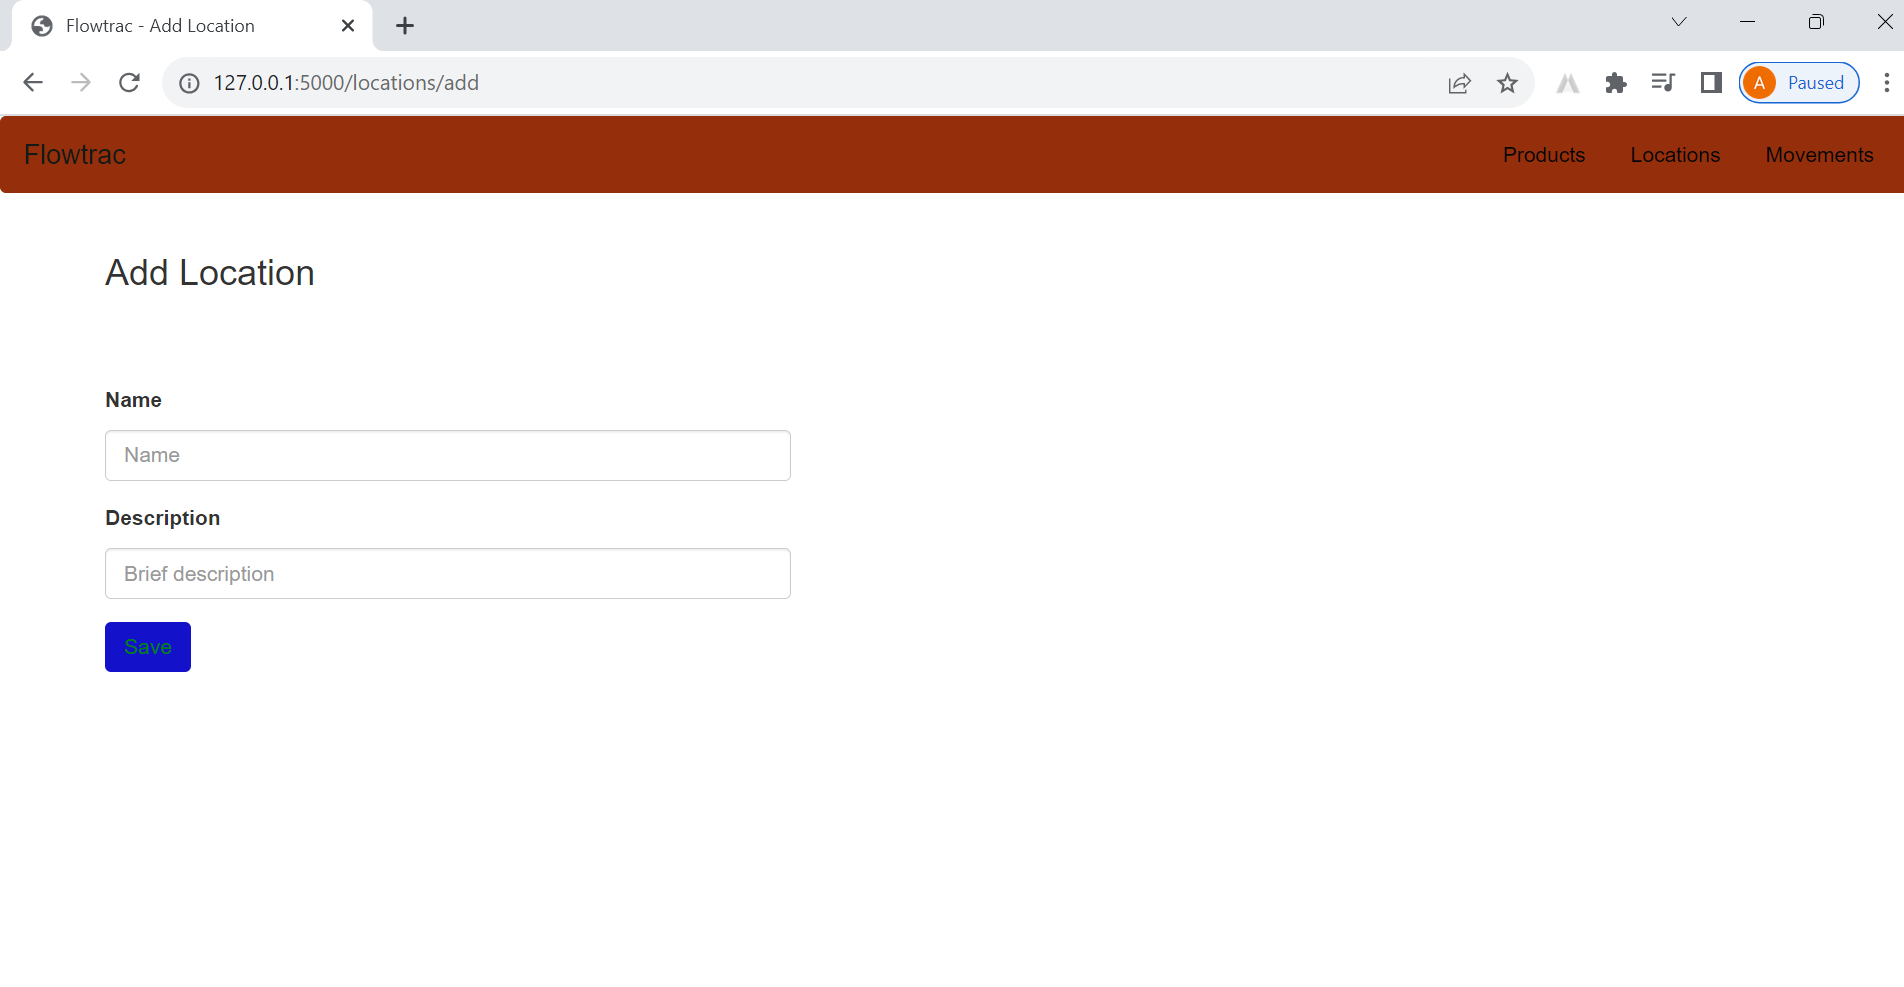 Flowtrac - Add Location
127.0.0.1:5000/locations/add
A Paused
Flowtrac Products Locations Movements
Add Location
Name
Name
Description
Brief description
Save